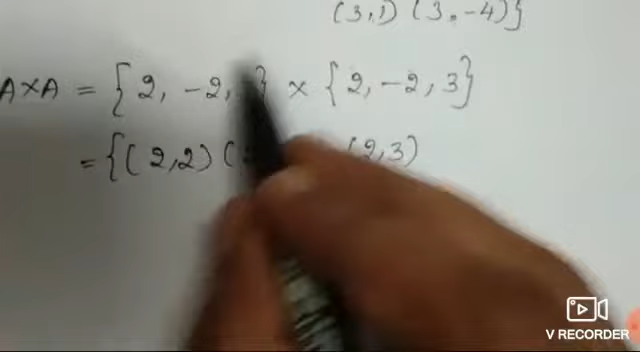 (3,1) (3,-4)}
A×A = {2, -2, } × {2, -2, 3}
= {(2,2) ( (2,3)
V RECORDER